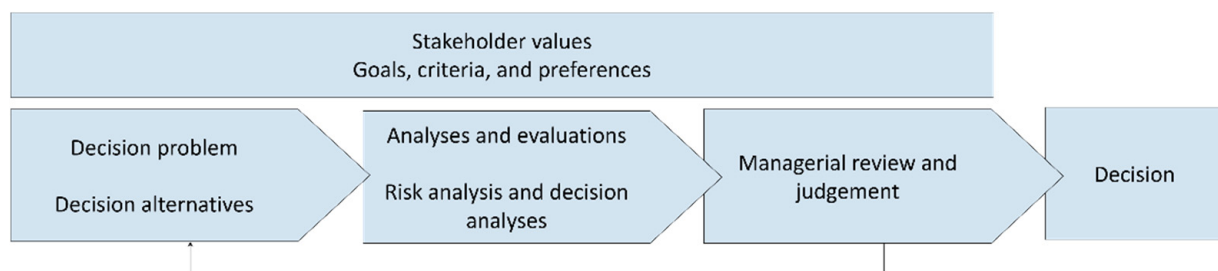 Stakeholder values
Goals, criteria, and preferences
Decision problem
Decision alternatives
Analyses and evaluations
Risk analysis and decision
analyses
Managerial review and
judgement
Decision